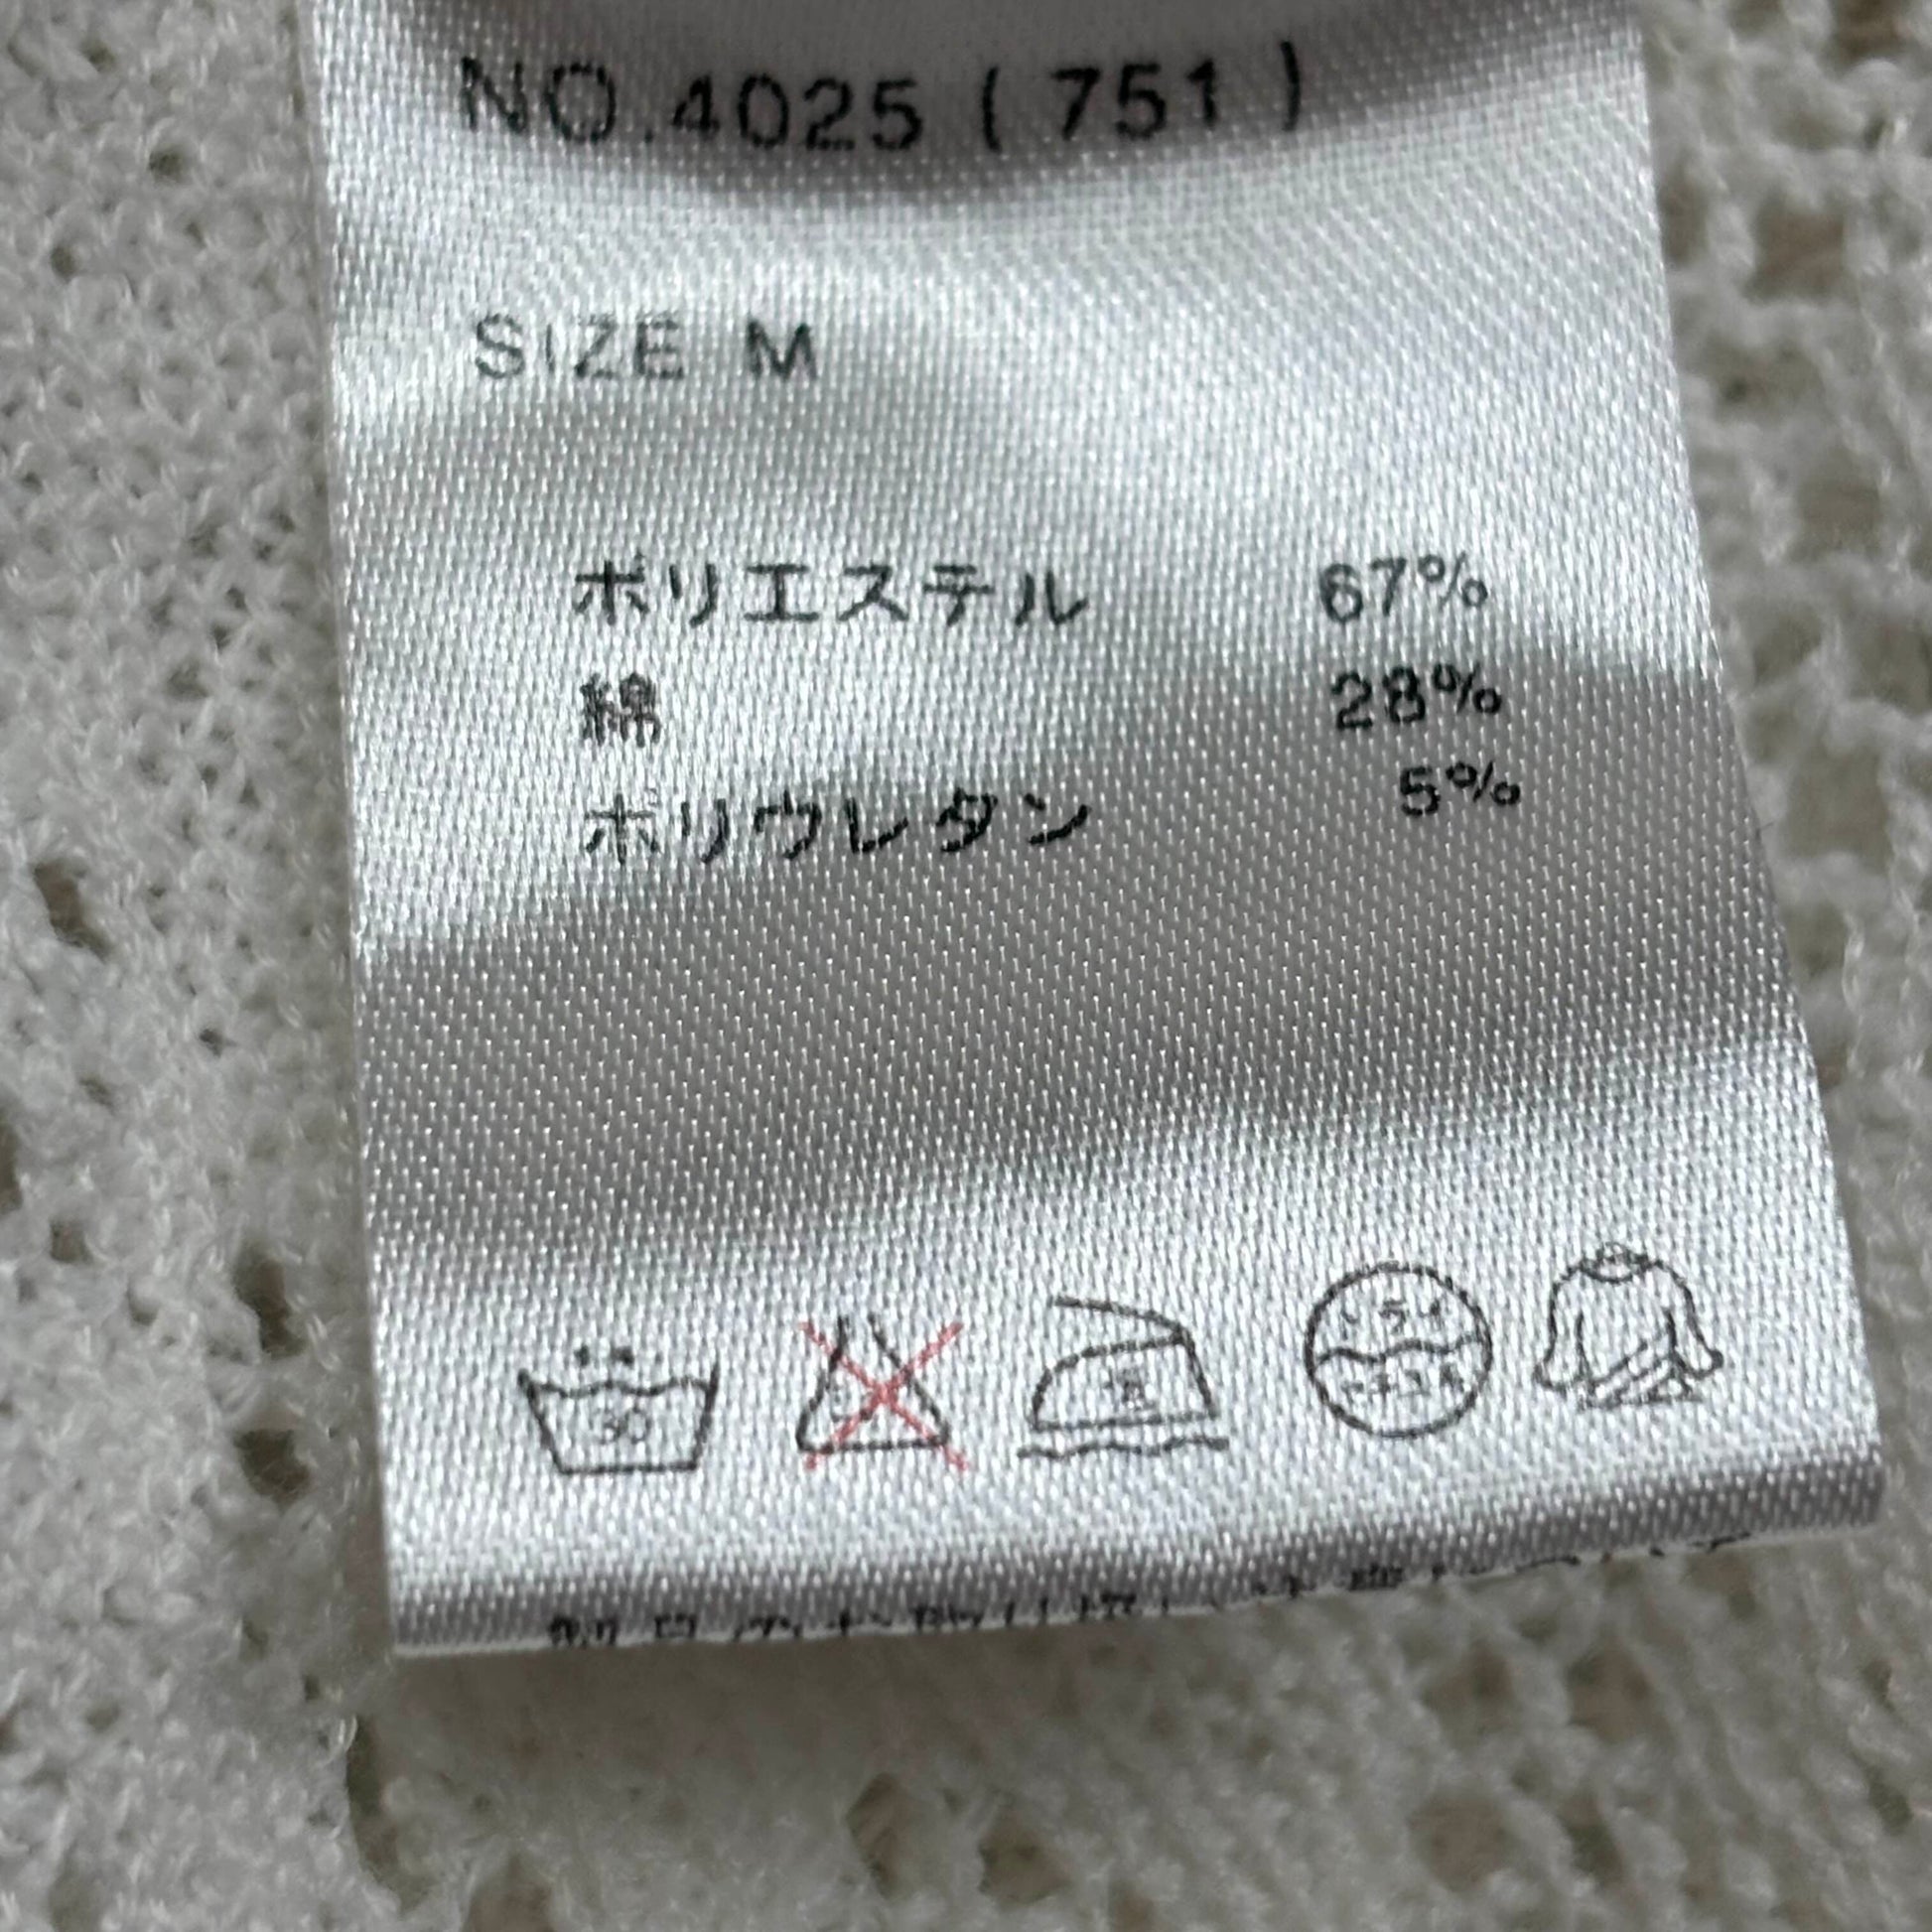 NO.4025 ( 751 )
SIZE M
ポリエステル 67%
綿 28%
ポリウレタン 5%
30